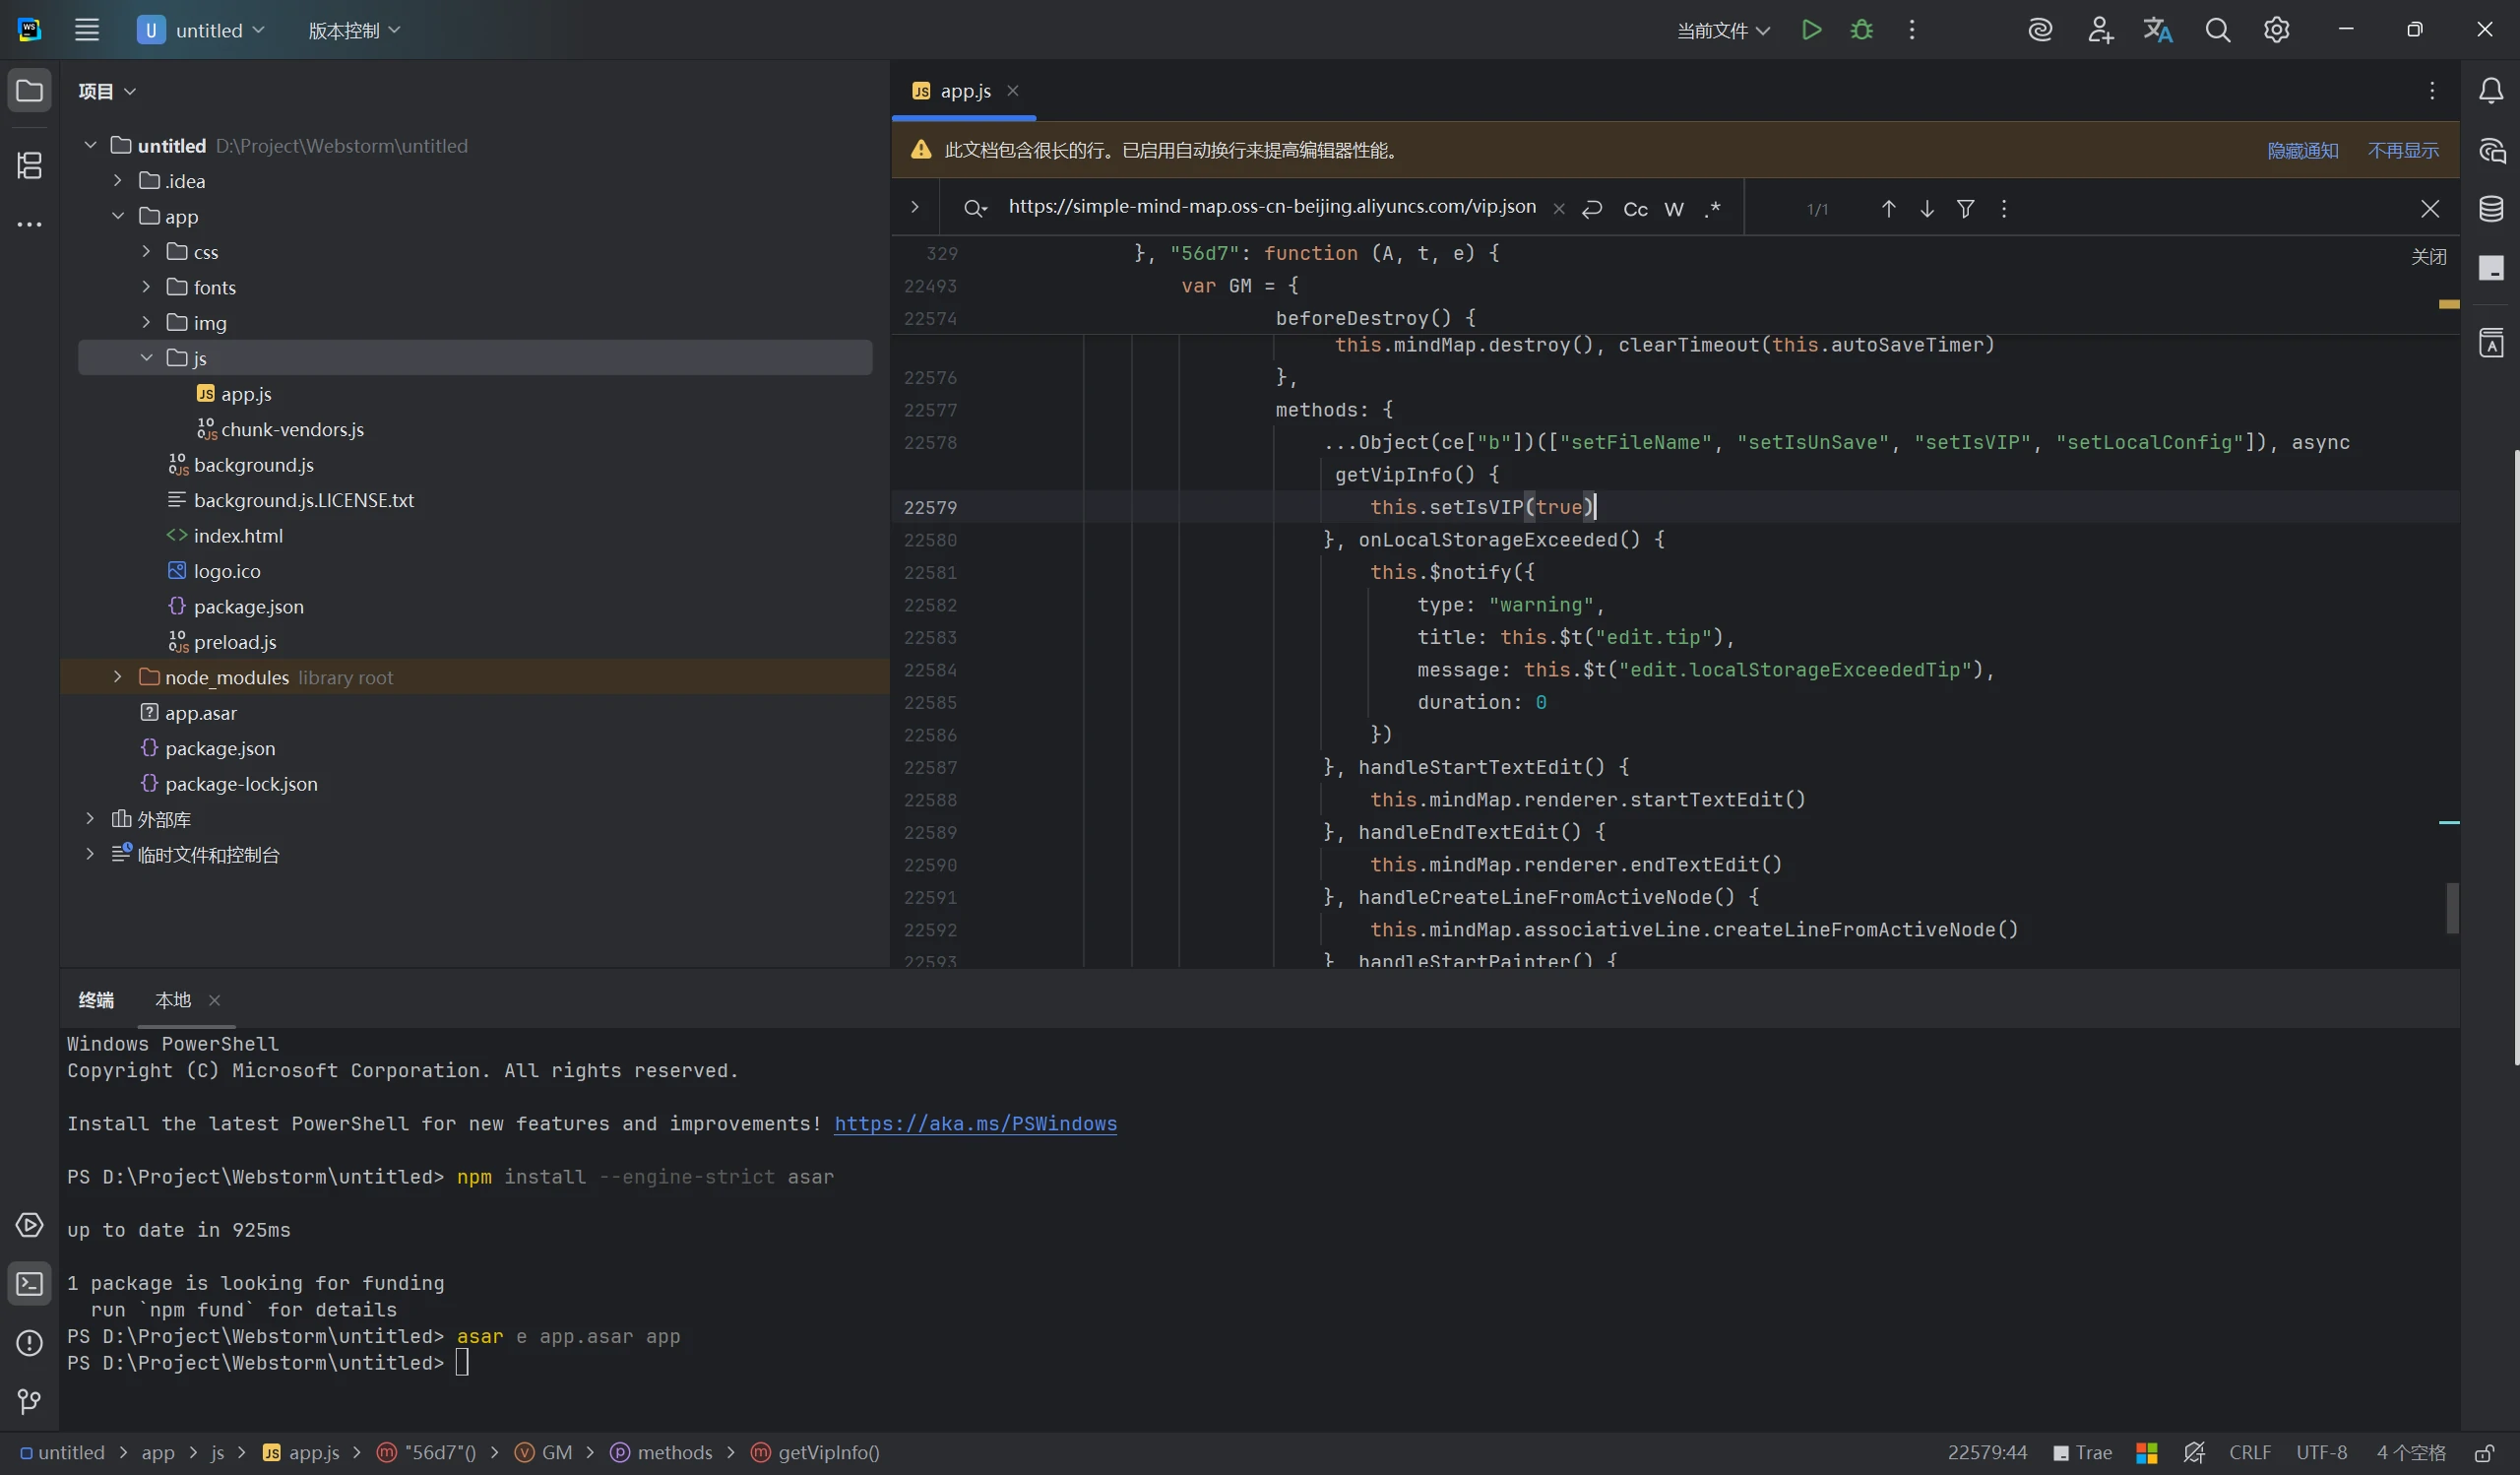 U untitled 版本控制 当前文件
项目
untitled D:\Project\Webstorm\untitled
.idea
app
css
fonts
img
js
app.js
chunk-vendors.js
background.js
background.js.LICENSE.txt
index.html
logo.ico
package.json
preload.js
node_modules library root
app.asar
package.json
package-lock.json
外部库
临时文件和控制台
app.js
此文档包含很长的行。已启用自动换行来提高编辑器性能。 隐藏通知 不再显示
https://simple-mind-map.oss-cn-beijing.aliyuncs.com/vip.json Cc W .* 1/1
关闭
329 }, "56d7": function (A, t, e) {
22493 var GM = {
22574 beforeDestroy() {
this.mindMap.destroy(), clearTimeout(this.autoSaveTimer)
22576 },
22577 methods: {
22578 ...Object(ce["b"])(["setFileName", "setIsUnSave", "setIsVIP", "setLocalConfig"]), async
getVipInfo() {
22579 this.setIsVIP(true)
22580 }, onLocalStorageExceeded() {
22581 this.$notify({
22582 type: "warning",
22583 title: this.$t("edit.tip"),
22584 message: this.$t("edit.localStorageExceededTip"),
22585 duration: 0
22586 })
22587 }, handleStartTextEdit() {
22588 this.mindMap.renderer.startTextEdit()
22589 }, handleEndTextEdit() {
22590 this.mindMap.renderer.endTextEdit()
22591 }, handleCreateLineFromActiveNode() {
22592 this.mindMap.associativeLine.createLineFromActiveNode()
22593 }, handleStartPainter() {
终端 本地
Windows PowerShell
Copyright (C) Microsoft Corporation. All rights reserved.
Install the latest PowerShell for new features and improvements! https://aka.ms/PSWindows
PS D:\Project\Webstorm\untitled> npm install --engine-strict asar
up to date in 925ms
1 package is looking for funding
run `npm fund` for details
PS D:\Project\Webstorm\untitled> asar e app.asar app
PS D:\Project\Webstorm\untitled>
untitled > app > js > app.js > "56d7"() > GM > methods > getVipInfo() 22579:44 Trae CRLF UTF-8 4 个空格